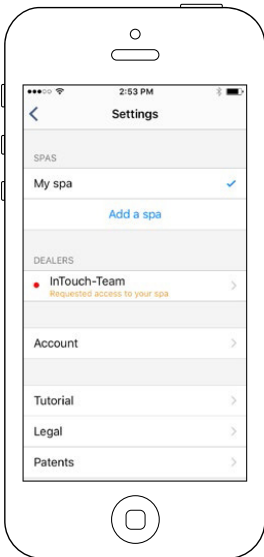 2:53 PM
Settings
SPAS
My spa
Add a spa
DEALERS
InTouch-Team
Requested access to your spa
Account
Tutorial
Legal
Patents